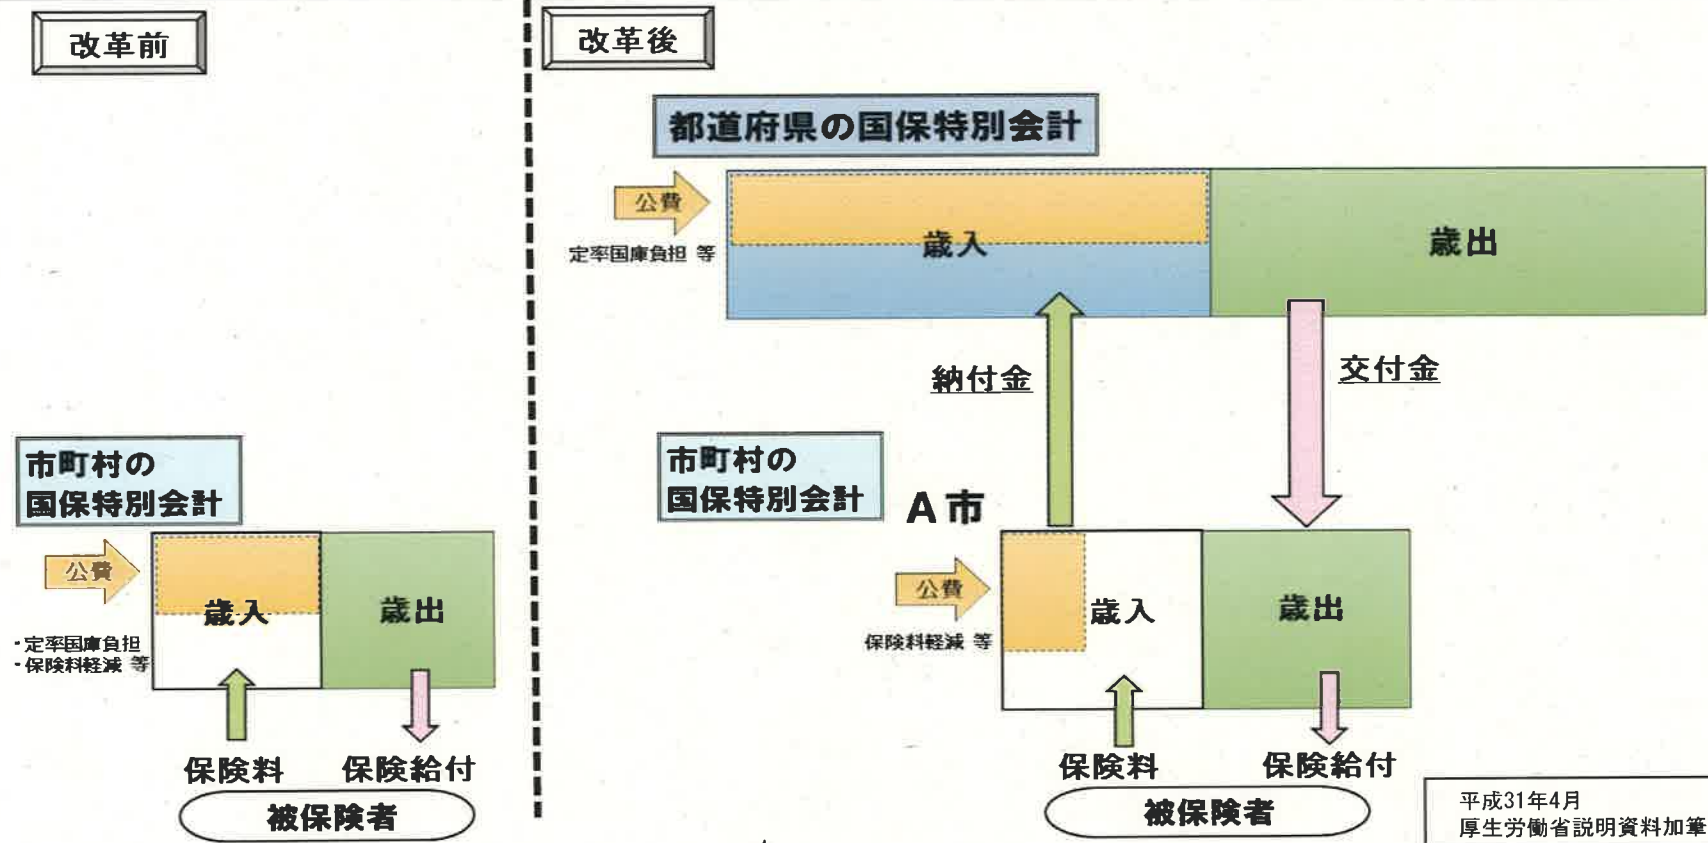 改革前
市町村の
国保特別会計
公費
・定率国庫負担
・保険料軽減 等
歳入
歳出
保険料
保険給付
被保険者
改革後
都道府県の国保特別会計
公費
定率国庫負担 等
歳入
歳出
納付金
交付金
市町村の
国保特別会計
A市
公費
保険料軽減 等
歳入
歳出
保険料
保険給付
被保険者
平成31年4月
厚生労働省説明資料加筆